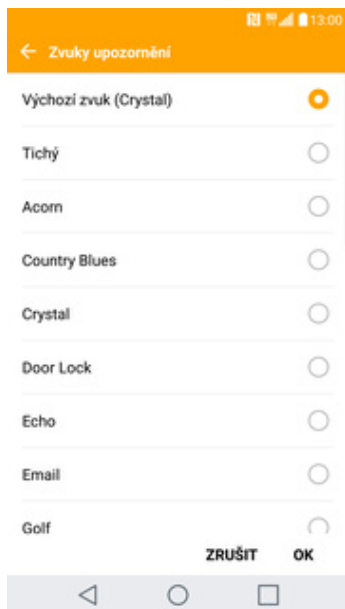 13:00
Zvuky upozornění
Výchozí zvuk (Crystal)
Tichý
Acorn
Country Blues
Crystal
Door Lock
Echo
Email
Golf
ZRUŠIT OK